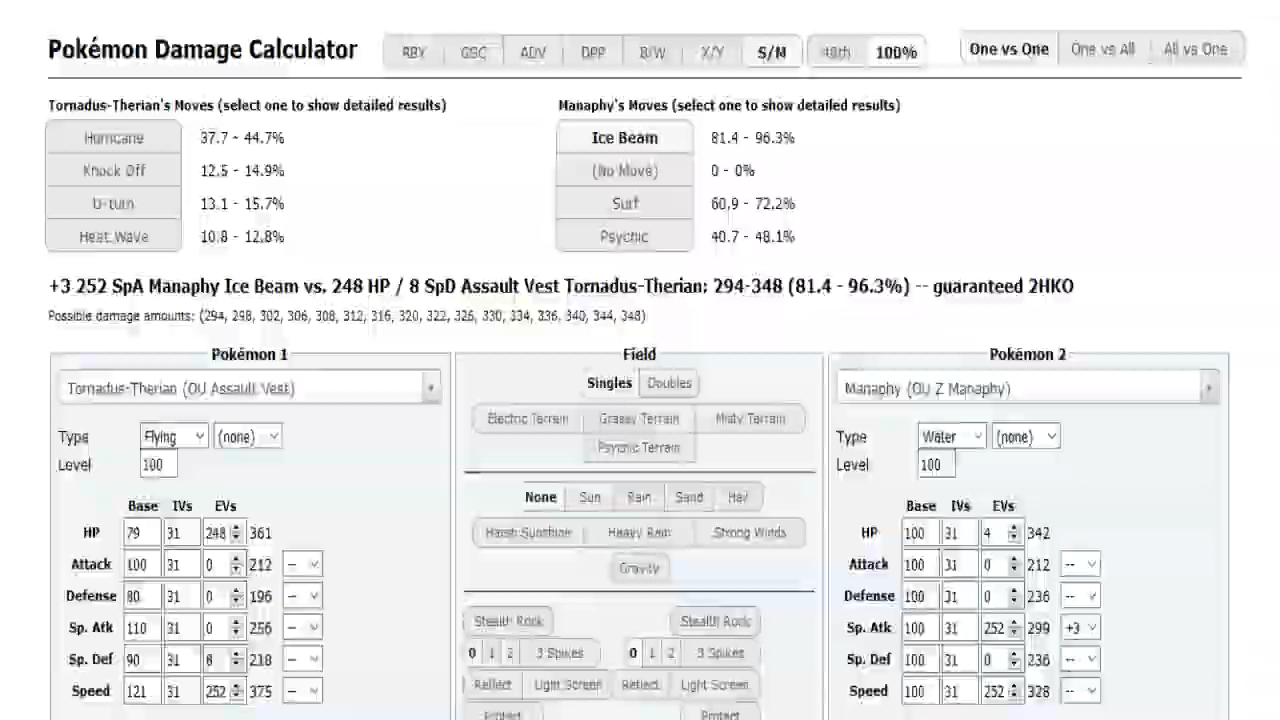 Pokémon Damage Calculator RBY GSC ADV DPP B/W X/Y S/M 48th 100% One vs One One vs All All vs One
Tornadus-Therian's Moves (select one to show detailed results) Manaphy's Moves (select one to show detailed results)
Hurricane 37.7 - 44.7% Ice Beam 81.4 - 96.3%
Knock Off 12.5 - 14.9% (No Move) 0 - 0%
U-turn 13.1 - 15.7% Surf 60.9 - 72.2%
Heat Wave 10.8 - 12.8% Psychic 40.7 - 48.1%
+3 252 SpA Manaphy Ice Beam vs. 248 HP / 8 SpD Assault Vest Tornadus-Therian: 294-348 (81.4 - 96.3%) -- guaranteed 2HKO
Possible damage amounts: (294, 298, 302, 306, 308, 312, 316, 320, 322, 326, 330, 334, 336, 340, 344, 348)
Pokémon 1 Field Pokémon 2
Tornadus-Therian (OU Assault Vest) Singles Doubles Manaphy (OU Z Manaphy)
Electric Terrain Grassy Terrain Misty Terrain
Type Flying (none) Psychic Terrain Type Water (none)
Level 100 Level 100
None Sun Rain Sand Hail
Base IVs EVs Base IVs EVs
HP 79 31 248 361 Harsh Sunshine Heavy Rain Strong Winds HP 100 31 4 342
Attack 100 31 0 212 -- Gravity Attack 100 31 0 212 --
Defense 80 31 0 196 -- Defense 100 31 0 236 --
Sp. Atk 110 31 0 256 -- Stealth Rock Stealth Rock Sp. Atk 100 31 252 299 +3
Sp. Def 90 31 8 218 -- 0 1 2 3 Spikes 0 1 2 3 Spikes Sp. Def 100 31 0 236 --
Speed 121 31 252 375 -- Reflect Light Screen Reflect Light Screen Speed 100 31 252 328 --
Protect Protect